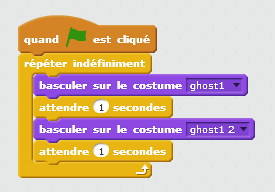 quand est cliqué
répéter indéfiniment
basculer sur le costume ghost1
attendre 1 secondes
basculer sur le costume ghost1 2
attendre 1 secondes